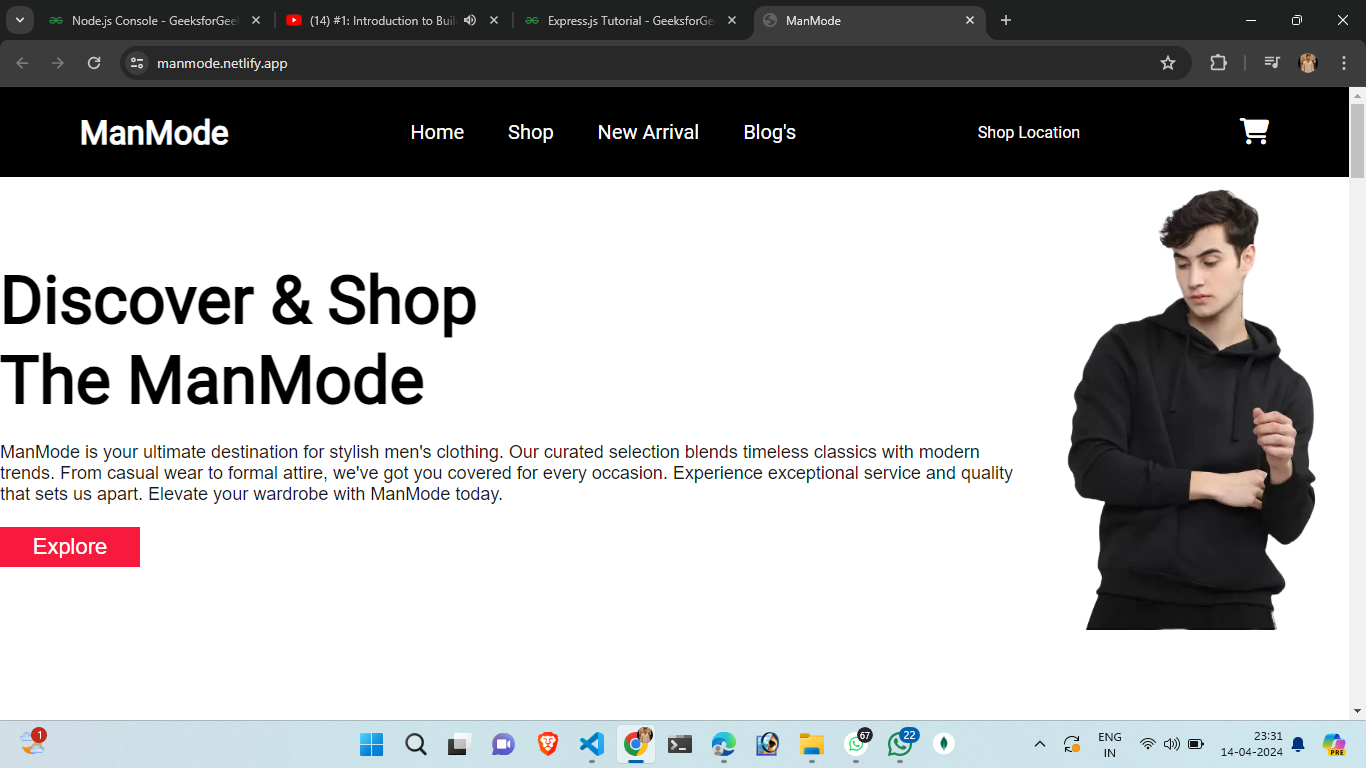 Node.js Console - GeeksforGeel
(14) #1: Introduction to Buil
Express.js Tutorial - GeeksforGe
ManMode
manmode.netlify.app
ManMode
Home
Shop
New Arrival
Blog's
Shop Location
Discover & Shop
The ManMode
ManMode is your ultimate destination for stylish men's clothing. Our curated selection blends timeless classics with modern
trends. From casual wear to formal attire, we've got you covered for every occasion. Experience exceptional service and quality
that sets us apart. Elevate your wardrobe with ManMode today.
Explore
1
67
22
ENG
IN
23:31
14-04-2024
PRE